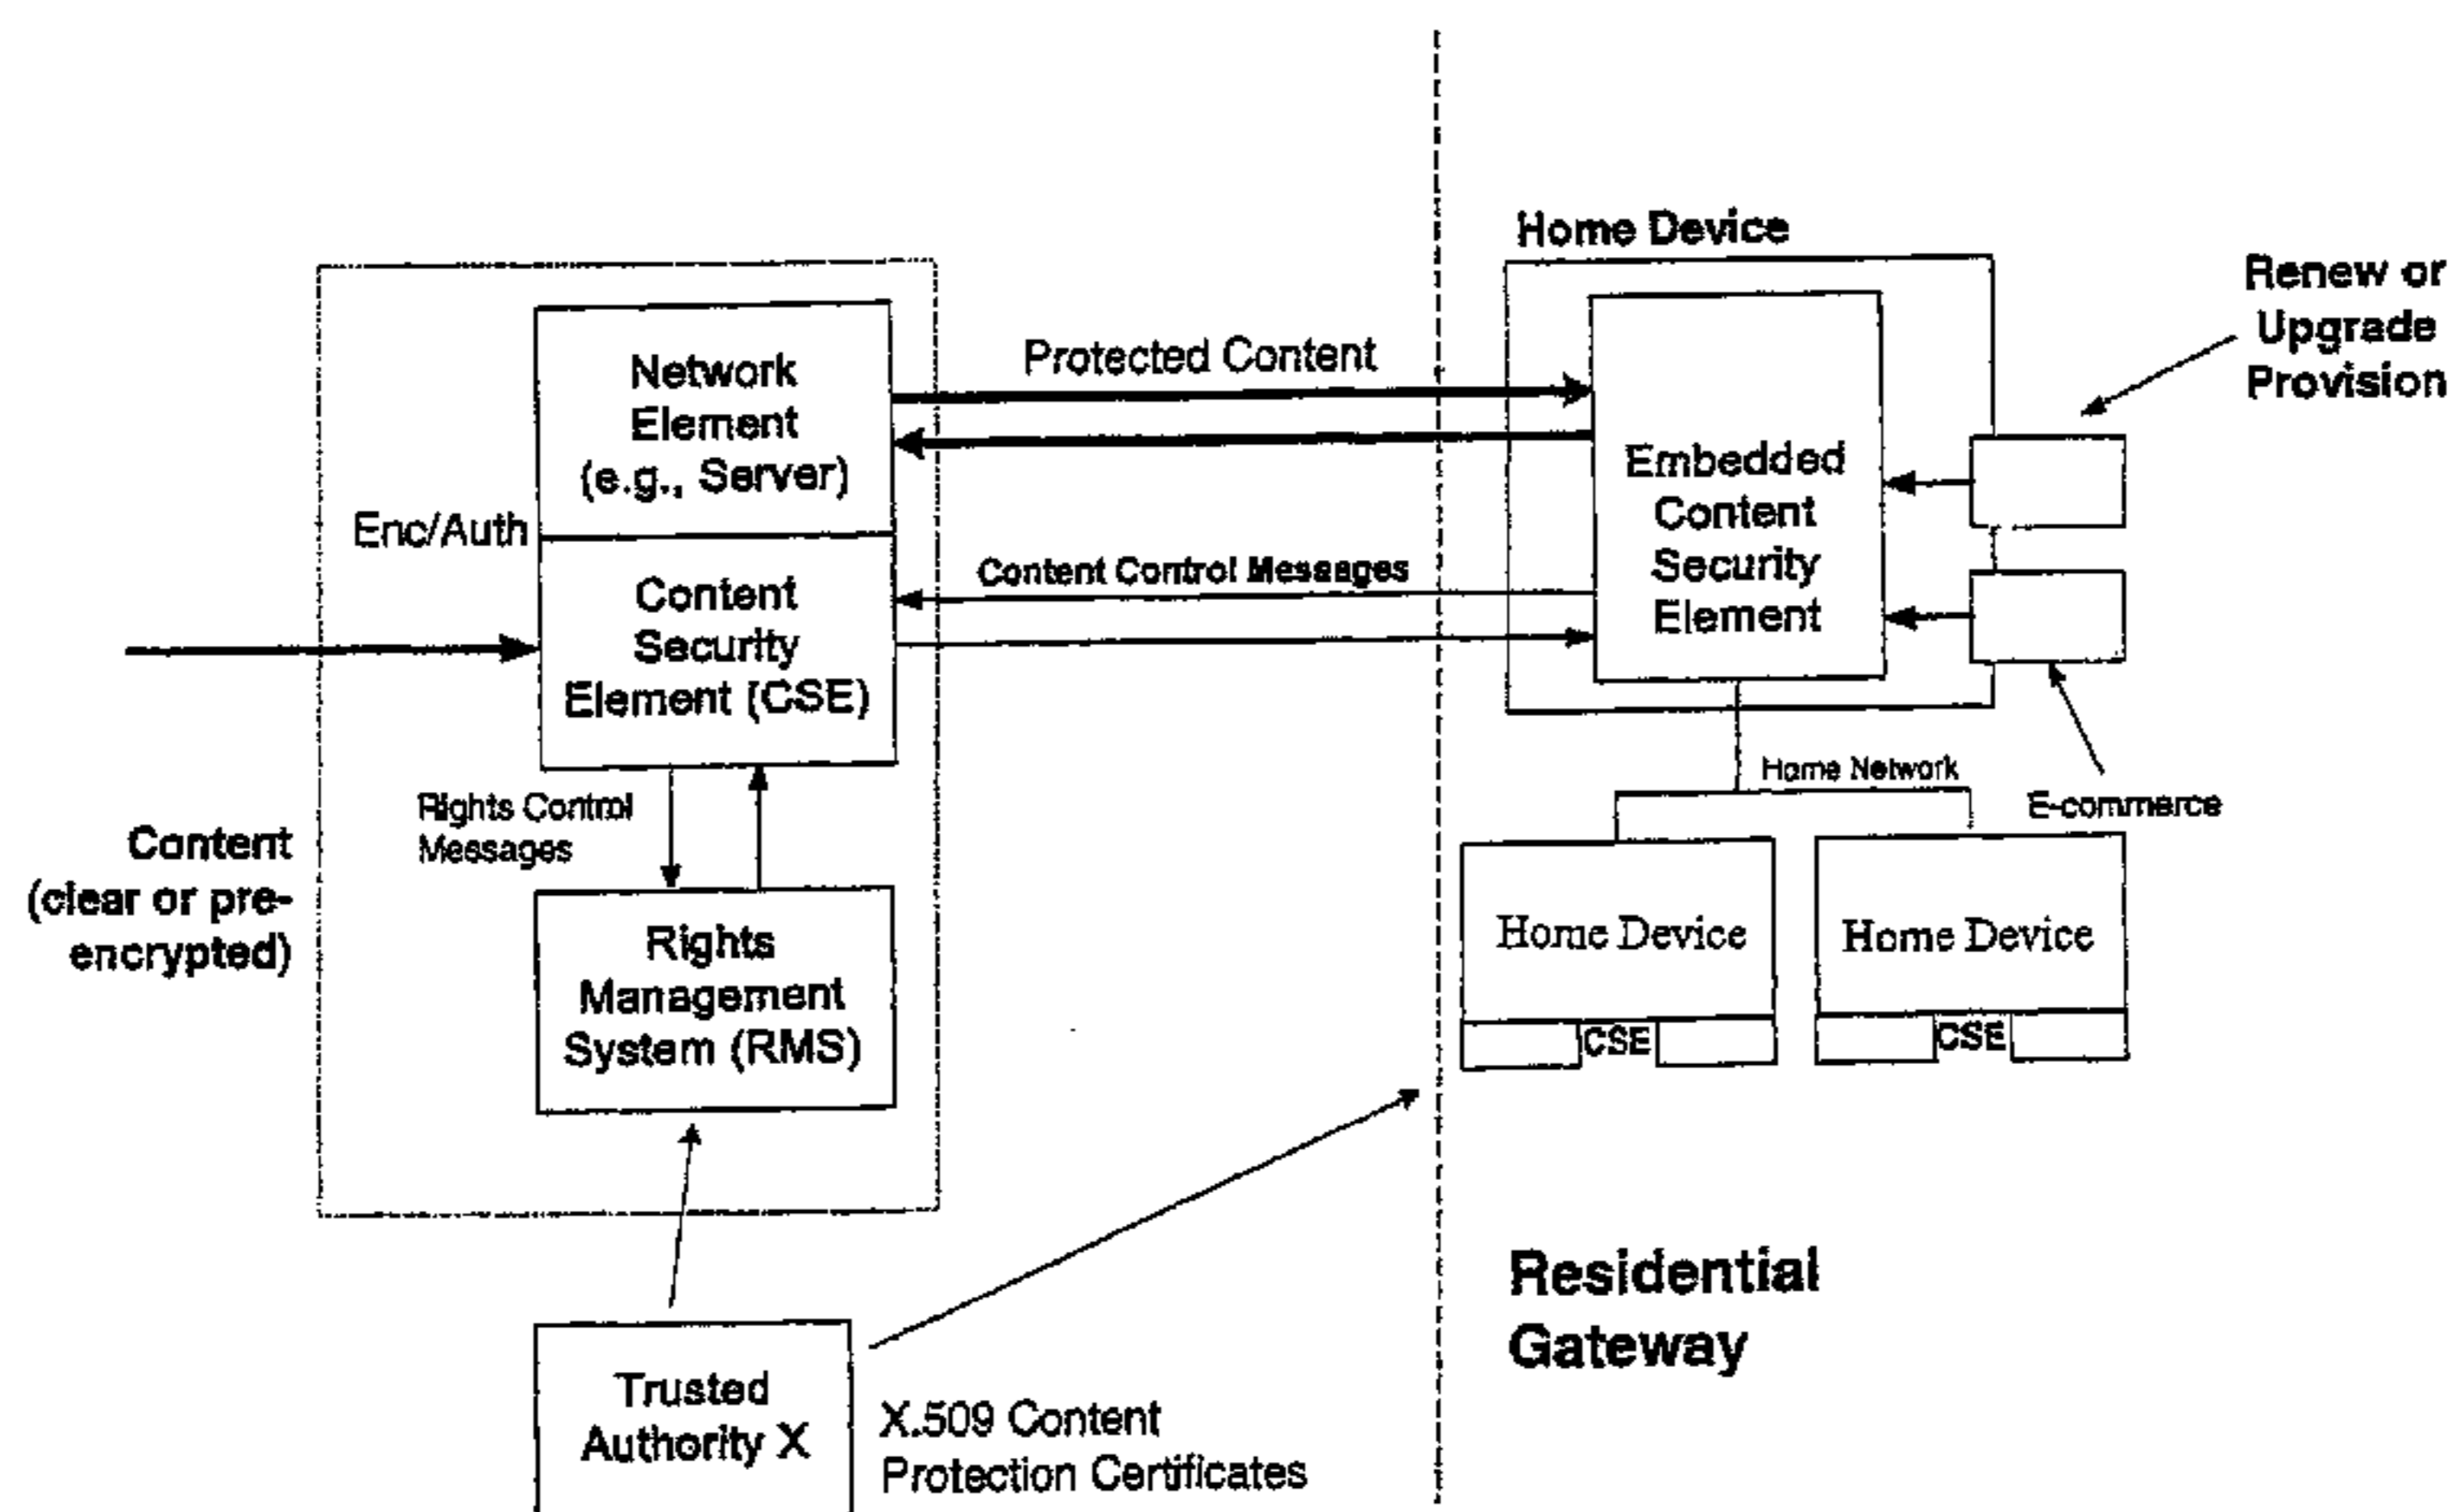 Home Device
Renew or
Upgrade
Provision
Network
Element
(e.g., Server)
Protected Content
Embedded
Content
Security
Element
Enc/Auth
Content Control Messages
Content
Security
Element (CSE)
Home Network
E-commerce
Rights Control
Messages
Content
(clear or pre-
encrypted)
Rights
Management
System (RMS)
Home Device
Home Device
CSE
CSE
Residential
Gateway
Trusted
Authority X
X.509 Content
Protection Certificates